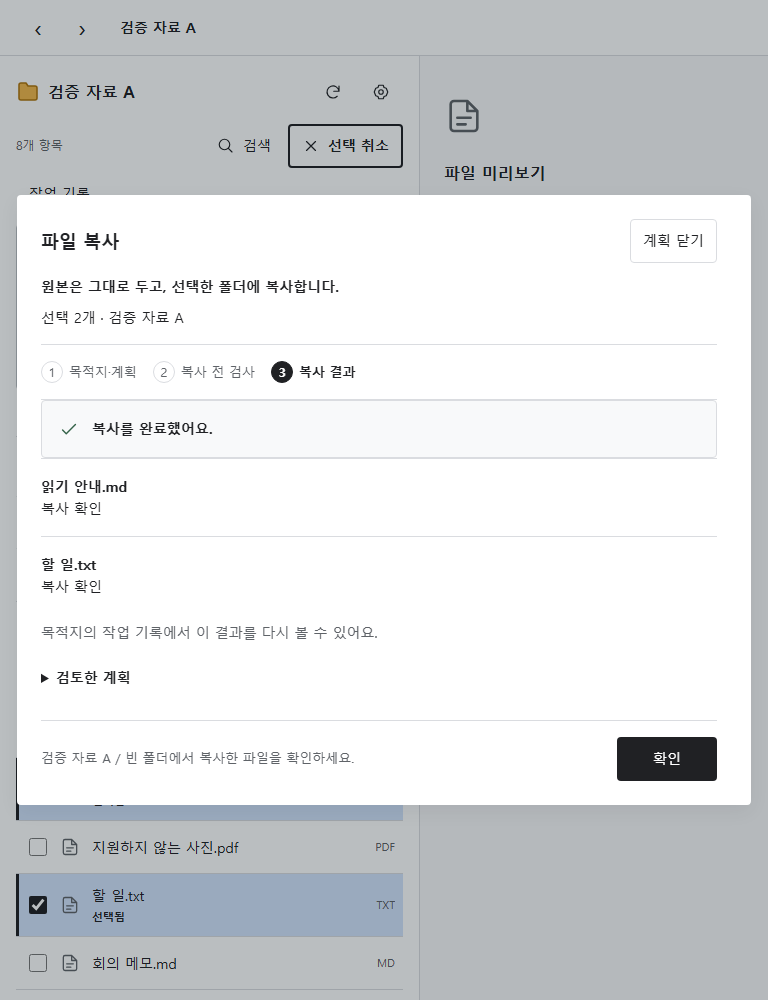 검증 자료 A
검증 자료 A
8개 항목
검색
선택 취소
작업 기록
파일 미리보기
파일 복사
계획 닫기
원본은 그대로 두고, 선택한 폴더에 복사합니다.
선택 2개 · 검증 자료 A
1 목적지·계획 2 복사 전 검사 3 복사 결과
복사를 완료했어요.
읽기 안내.md
복사 확인
할 일.txt
복사 확인
목적지의 작업 기록에서 이 결과를 다시 볼 수 있어요.
검토한 계획
검증 자료 A / 빈 폴더에서 복사한 파일을 확인하세요.
확인
지원하지 않는 사진.pdf PDF
할 일.txt TXT
선택됨
회의 메모.md MD